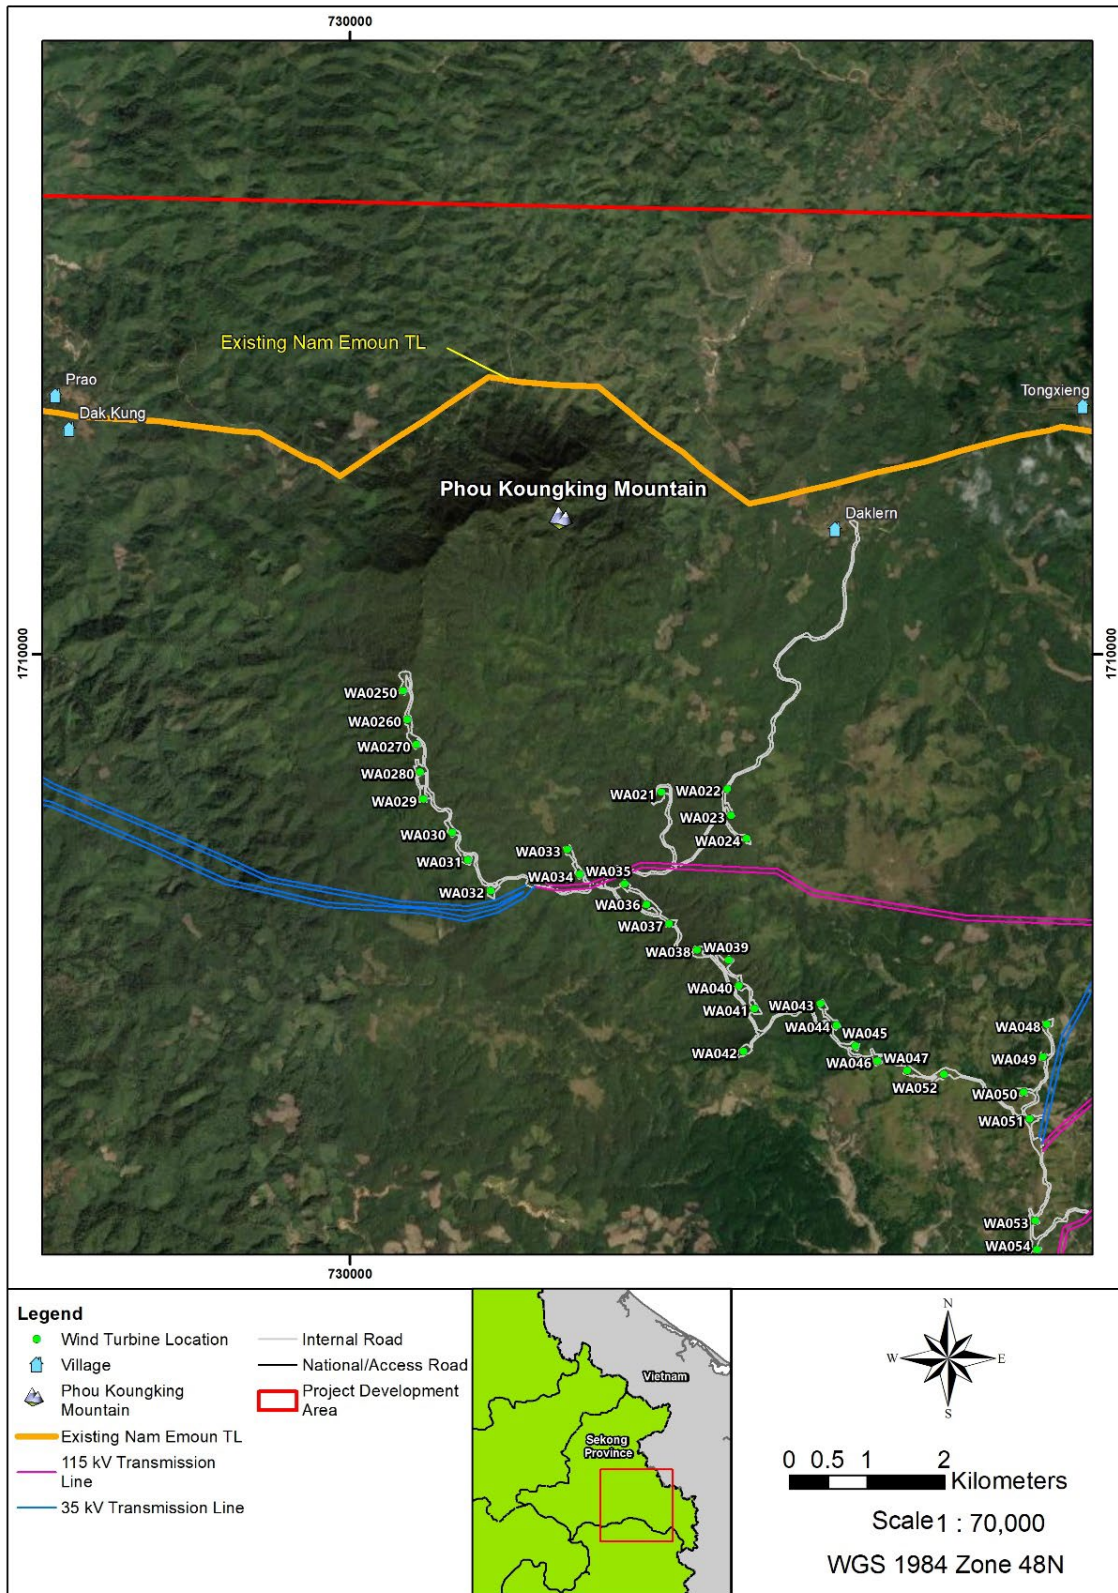 730000
Existing Nam Emoun TL
Prao
Tongxieng
Dak Kung
Phou Koungking Mountain
Daklern
1710000
1710000
WA0250
WA0260
WA0270
WA0280
WA029
WA021
WA022
WA023
WA024
WA030
WA031
WA032
WA033
WA034
WA035
WA036
WA037
WA038
WA039
WA040
WA041
WA042
WA043
WA044
WA045
WA046
WA047
WA052
WA048
WA049
WA050
WA051
WA053
WA054
730000
Legend
Wind Turbine Location
Village
Phou Koungking
Mountain
Existing Nam Emoun TL
115 kV Transmission
Line
35 kV Transmission Line
Internal Road
National/Access Road
Project Development
Area
Vietnam
Sekong
Province
N
W
E
S
0 0.5 1 2
Kilometers
Scale 1 : 70,000
WGS 1984 Zone 48N